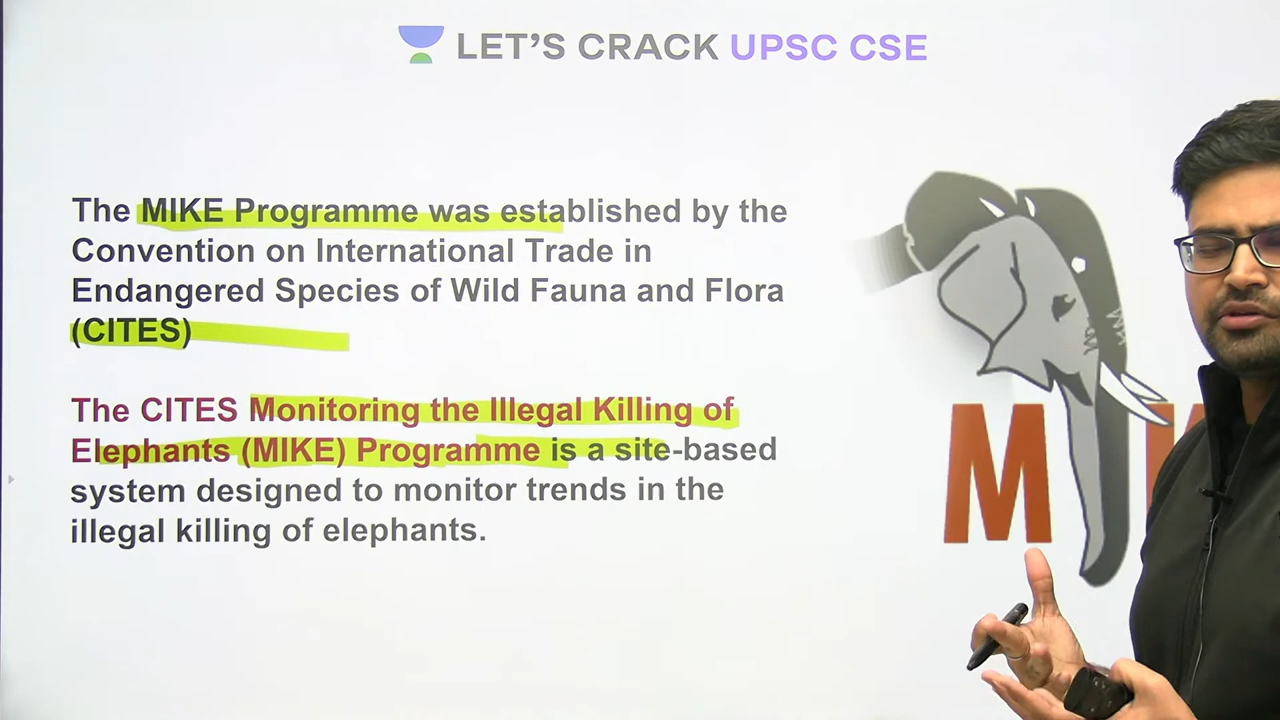 LET'S CRACK UPSC CSE
The MIKE Programme was established by the
Convention on International Trade in
Endangered Species of Wild Fauna and Flora
(CITES)
The CITES Monitoring the Illegal Killing of
Elephants (MIKE) Programme is a site-based
system designed to monitor trends in the
illegal killing of elephants.
M